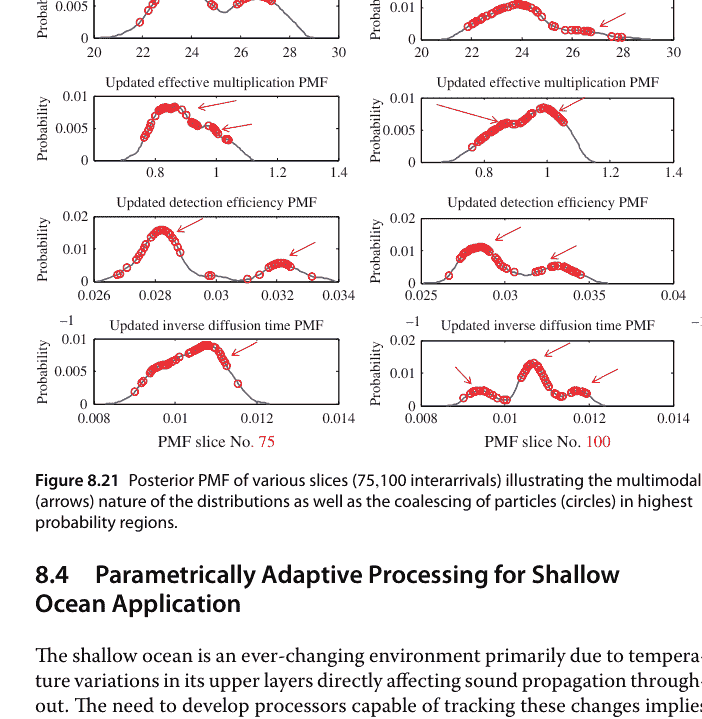 Probab
0.005
0
20 22 24 26 28 30
Probab
0.01
0
20 22 24 26 28 30
Updated effective multiplication PMF
Probability
0.01
0.005
0
0.8 1 1.2 1.4
Updated effective multiplication PMF
Probability
0.01
0.005
0
0.8 1 1.2 1.4
Updated detection efficiency PMF
Probability
0.02
0.01
0
0.026 0.028 0.03 0.032 0.034
Updated detection efficiency PMF
Probability
0.02
0.01
0
0.025 0.03 0.035 0.04
–1 Updated inverse diffusion time PMF
Probability
0.01
0.005
0
0.008 0.01 0.012 0.014
PMF slice No. 75
–1 Updated inverse diffusion time PMF –1
Probability
0.02
0.01
0
0.008 0.01 0.012 0.014
PMF slice No. 100
Figure 8.21 Posterior PMF of various slices (75,100 interarrivals) illustrating the multimodal
(arrows) nature of the distributions as well as the coalescing of particles (circles) in highest
probability regions.
8.4 Parametrically Adaptive Processing for Shallow
Ocean Application
The shallow ocean is an ever-changing environment primarily due to tempera-
ture variations in its upper layers directly affecting sound propagation through-
out. The need to develop processors capable of tracking these changes implies